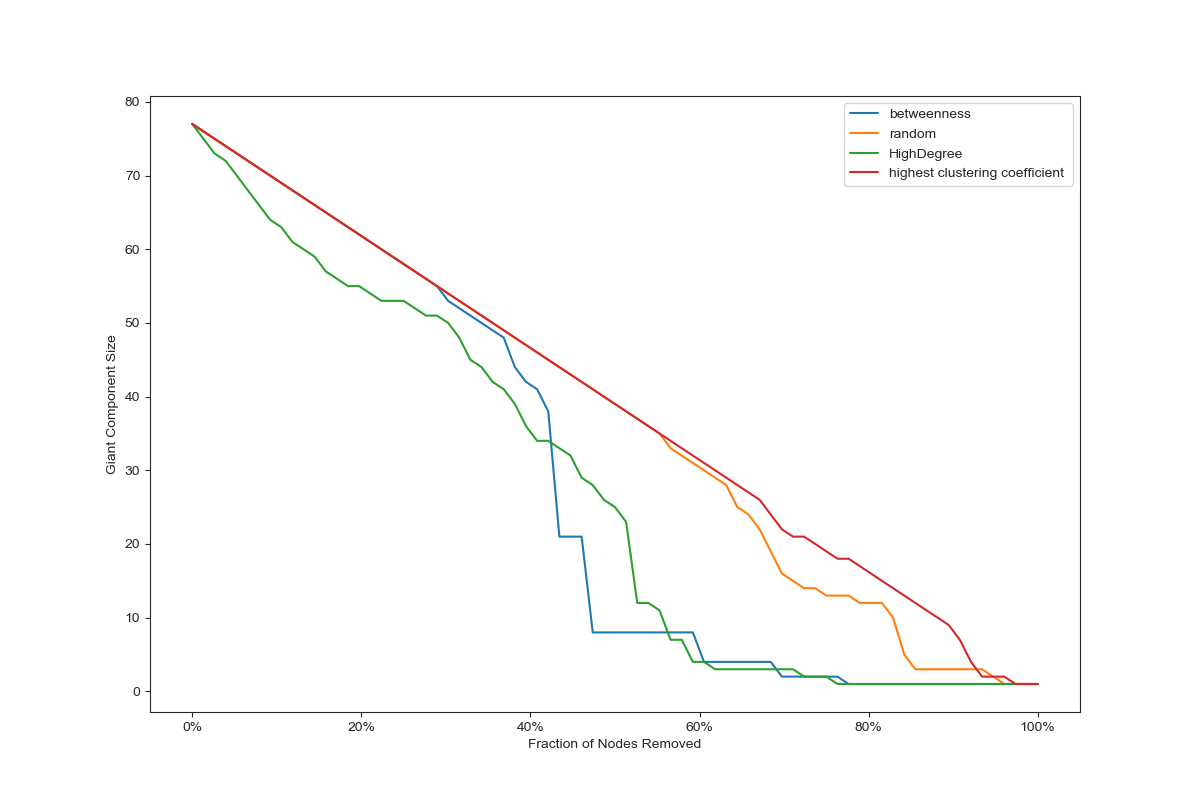 betweenness
random
HighDegree
highest clustering coefficient
Giant Component Size
80
70
60
50
40
30
20
10
0
0% 20% 40% 60% 80% 100%
Fraction of Nodes Removed